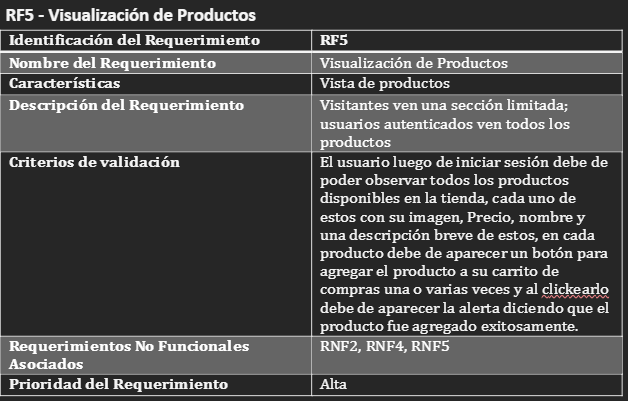 RF5 - Visualización de Productos
Identificación del Requerimiento RF5
Nombre del Requerimiento Visualización de Productos
Características Vista de productos
Descripción del Requerimiento Visitantes ven una sección limitada;
usuarios autenticados ven todos los
productos
Criterios de validación El usuario luego de iniciar sesión debe de
poder observar todos los productos
disponibles en la tienda, cada uno de
estos con su imagen, Precio, nombre y
una descripción breve de estos, en cada
producto debe de aparecer un botón para
agregar el producto a su carrito de
compras una o varias veces y al clickearlo
debe de aparecer la alerta diciendo que el
producto fue agregado exitosamente.
Requerimientos No Funcionales RNF2, RNF4, RNF5
Asociados
Prioridad del Requerimiento Alta